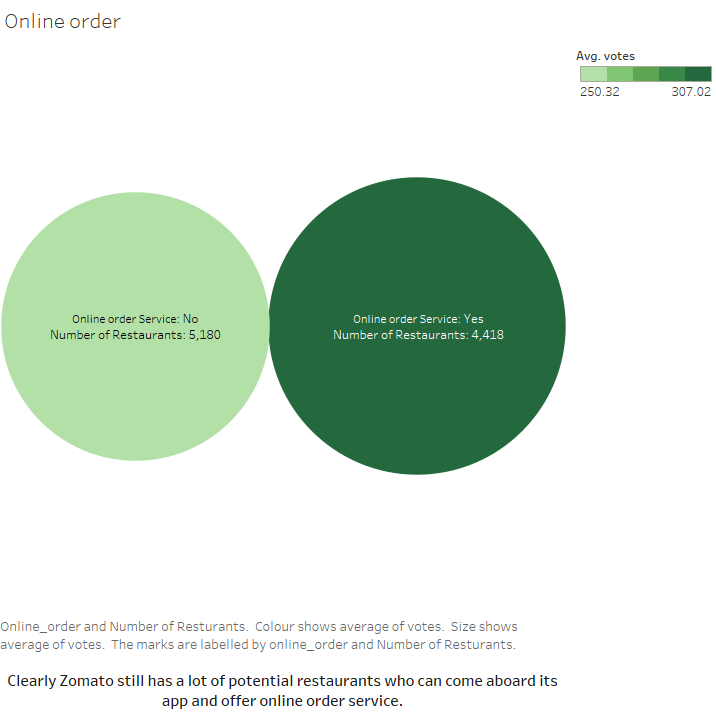 Online order
Avg. votes
250.32 307.02
Online order Service: No
Number of Restaurants: 5,180
Online order Service: Yes
Number of Restaurants: 4,418
Online_order and Number of Resturants. Colour shows average of votes. Size shows
average of votes. The marks are labelled by online_order and Number of Resturants.
Clearly Zomato still has a lot of potential restaurants who can come aboard its
app and offer online order service.